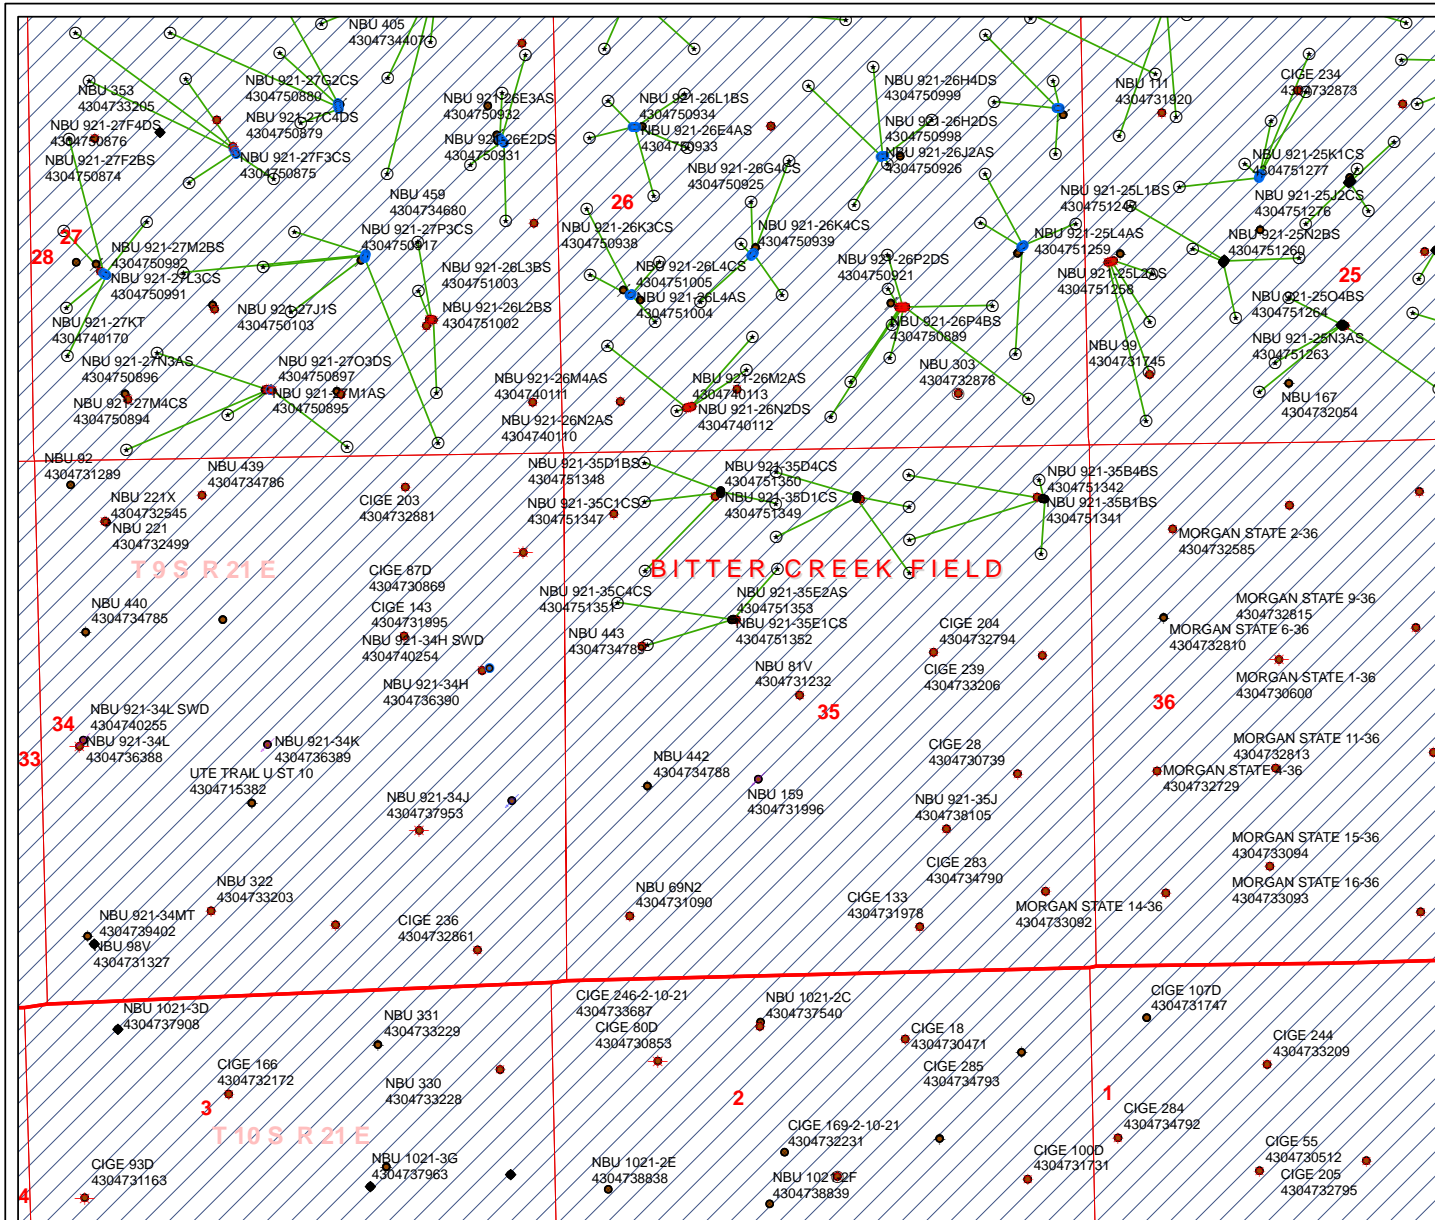 NBU 405
4304734407
NBU 353
4304733205
NBU 921-27G2CS
4304750880
NBU 921-27C4DS
4304750879
NBU 921-27F4DS
4304750876
NBU 921-27F3CS
4304750875
NBU 921-27F2BS
4304750874
NBU 921-26E3AS
4304750932
NBU 921-26E2DS
4304750931
NBU 921-26L1BS
4304750934
NBU 921-26E4AS
4304750933
NBU 921-26G4CS
4304750925
NBU 921-26H4DS
4304750999
NBU 921-26H2DS
4304750998
NBU 921-26J2AS
4304750926
NBU 111
4304731920
CIGE 234
4304732873
NBU 921-25K1CS
4304751277
NBU 921-25J2CS
4304751276
NBU 921-25L1BS
NBU 921-25N2BS
4304751260
NBU 921-25L4AS
4304751259
NBU 921-25L2AS
4304751258
NBU 921-25O4BS
4304751264
NBU 921-25N3AS
4304751263
25
26
27
28
NBU 459
4304734680
NBU 921-27P3CS
NBU 921-27M2BS
4304750992
NBU 921-27L3CS
4304750991
NBU 921-27KT
4304740170
NBU 921-27J1S
4304750103
NBU 921-26L3BS
4304751003
NBU 921-26L2BS
4304751002
NBU 921-26K3CS
4304750938
NBU 921-26L4CS
4304751005
NBU 921-26L4AS
4304751004
NBU 921-26K4CS
4304750939
NBU 921-26P2DS
4304750921
NBU 921-26P4BS
4304750889
NBU 303
4304732878
NBU 99
4304731745
NBU 167
4304732054
NBU 921-27N3AS
4304750896
NBU 921-27M4CS
4304750894
NBU 921-27O3DS
4304750897
NBU 921-27M1AS
4304750895
NBU 921-26M4AS
4304740111
NBU 921-26N2AS
4304740110
NBU 921-26M2AS
4304740113
NBU 921-26N2DS
4304740112
NBU 92
4304731289
NBU 439
4304734786
NBU 221X
4304732545
NBU 221
4304732499
CIGE 203
4304732881
NBU 921-35D1BS
4304751348
NBU 921-35C1CS
4304751347
NBU 921-35D4CS
4304751350
NBU 921-35D1CS
4304751349
NBU 921-35B4BS
4304751342
NBU 921-35B1BS
4304751341
MORGAN STATE 2-36
4304732585
T 9 S R 21 E
BITTER CREEK FIELD
CIGE 87D
4304730869
CIGE 143
4304731995
NBU 921-34H SWD
4304740254
NBU 921-34H
4304736390
NBU 440
4304734785
NBU 921-35C4CS
4304751351
NBU 443
4304734789
NBU 921-35E2AS
4304751353
NBU 921-35E1CS
4304751352
NBU 81V
4304731232
CIGE 204
4304732794
CIGE 239
4304733206
MORGAN STATE 9-36
4304732815
MORGAN STATE 6-36
4304732810
MORGAN STATE 1-36
4304730600
36
35
34
33
NBU 921-34L SWD
4304740255
NBU 921-34L
4304736388
NBU 921-34K
4304736389
UTE TRAIL U ST 10
4304715382
NBU 921-34J
4304737953
NBU 442
4304734788
NBU 159
4304731996
CIGE 28
4304730739
NBU 921-35J
4304738105
MORGAN STATE 11-36
4304732813
MORGAN STATE 4-36
4304732729
MORGAN STATE 15-36
4304733094
MORGAN STATE 16-36
4304733093
MORGAN STATE 14-36
4304733092
CIGE 283
4304734790
CIGE 133
4304731978
NBU 69N2
4304731090
NBU 322
4304733203
CIGE 236
4304732861
NBU 921-34MT
4304739402
NBU 98V
4304731327
NBU 1021-3D
4304737908
NBU 331
4304733229
CIGE 166
4304732172
NBU 330
4304733228
CIGE 246-2-10-21
4304733687
CIGE 80D
4304730853
NBU 1021-2C
4304737540
CIGE 18
4304730471
CIGE 285
4304734793
CIGE 107D
4304731747
CIGE 244
4304733209
3
2
1
T 10 S R 21 E
CIGE 284
4304734792
CIGE 55
4304730512
CIGE 205
4304732795
CIGE 100D
4304731731
CIGE 169-2-10-21
4304732231
NBU 1021-2F
4304738839
NBU 1021-2E
4304738838
NBU 1021-3G
4304737963
CIGE 93D
4304731163
4